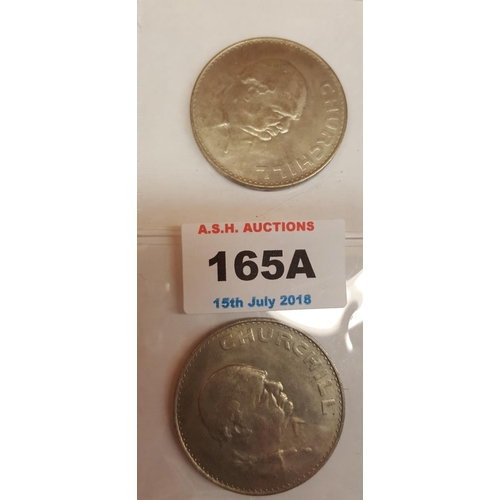 CHURCHILL
A.S.H. AUCTIONS
165A
15th July 2018
CHURCHILL